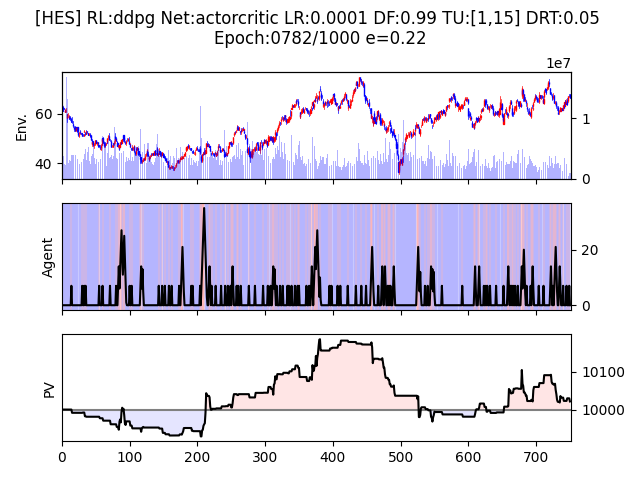 [HES] RL:ddpg Net:actorcritic LR:0.0001 DF:0.99 TU:[1,15] DRT:0.05
Epoch:0782/1000 e=0.22
1e7
Env.
60
40
1
0
Agent
20
0
PV
10100
10000
0 100 200 300 400 500 600 700